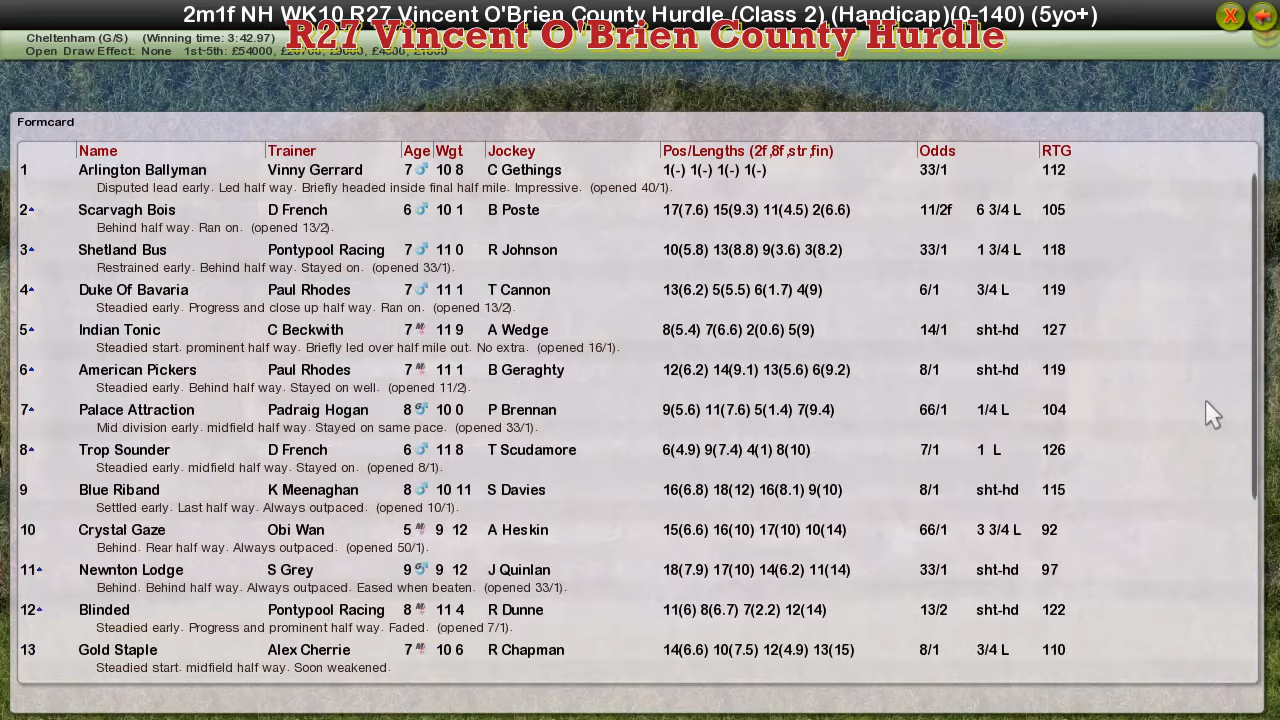 2m1f NH WK10 R27 Vincent O'Brien County Hurdle (Class 2) (Handicap)(0-140) (5yo+)
R27 Vincent O'Brien County Hurdle
Cheltenham (G/S) (Winning time: 3:42.97)
Open Draw Effect: None 1st-5th: £54000,
Formcard
Name Trainer Age Wgt Jockey Pos/Lengths (2f,8f,str,fin) Odds RTG
1 Arlington Ballyman Vinny Gerrard 7 10 8 C Gethings 1(-) 1(-) 1(-) 1(-) 33/1 112
Disputed lead early. Led half way. Briefly headed inside final half mile. Impressive. (opened 40/1).
2 Scarvagh Bois D French 6 10 1 B Poste 17(7.6) 15(9.3) 11(4.5) 2(6.6) 11/2f 6 3/4 L 105
Behind half way. Ran on. (opened 13/2).
3 Shetland Bus Pontypool Racing 7 11 0 R Johnson 10(5.8) 13(8.8) 9(3.6) 3(8.2) 33/1 1 3/4 L 118
Restrained early. Behind half way. Stayed on. (opened 33/1).
4 Duke Of Bavaria Paul Rhodes 7 11 1 T Cannon 13(6.2) 5(5.5) 6(1.7) 4(9) 6/1 3/4 L 119
Steadied early. Progress and close up half way. Ran on. (opened 13/2).
5 Indian Tonic C Beckwith 7 11 9 A Wedge 8(5.4) 7(6.6) 2(0.6) 5(9) 14/1 sht-hd 127
Steadied start. prominent half way. Briefly led over half mile out. No extra. (opened 16/1).
6 American Pickers Paul Rhodes 7 11 1 B Geraghty 12(6.2) 14(9.1) 13(5.6) 6(9.2) 8/1 sht-hd 119
Steadied early. Behind half way. Stayed on well. (opened 11/2).
7 Palace Attraction Padraig Hogan 8 10 0 P Brennan 9(5.6) 11(7.6) 5(1.4) 7(9.4) 66/1 1/4 L 104
Mid division early. midfield half way. Stayed on same pace. (opened 33/1).
8 Trop Sounder D French 6 11 8 T Scudamore 6(4.9) 9(7.4) 4(1) 8(10) 7/1 1 L 126
Steadied early. midfield half way. Stayed on. (opened 8/1).
9 Blue Riband K Meenaghan 8 10 11 S Davies 16(6.8) 18(12) 16(8.1) 9(10) 8/1 sht-hd 115
Settled early. Last half way. Always outpaced. (opened 10/1).
10 Crystal Gaze Obi Wan 5 9 12 A Heskin 15(6.6) 16(10) 17(10) 10(14) 66/1 3 3/4 L 92
Behind. Rear half way. Always outpaced. (opened 50/1).
11 Newnton Lodge S Grey 9 9 12 J Quinlan 18(7.9) 17(10) 14(6.2) 11(14) 33/1 sht-hd 97
Behind. Behind half way. Always outpaced. Eased when beaten. (opened 33/1).
12 Blinded Pontypool Racing 8 11 4 R Dunne 11(6) 8(6.7) 7(2.2) 12(14) 13/2 sht-hd 122
Steadied early. Progress and prominent half way. Faded. (opened 7/1).
13 Gold Staple Alex Cherrie 7 10 6 R Chapman 14(6.6) 10(7.5) 12(4.9) 13(15) 8/1 3/4 L 110
Steadied start. midfield half way. Soon weakened.